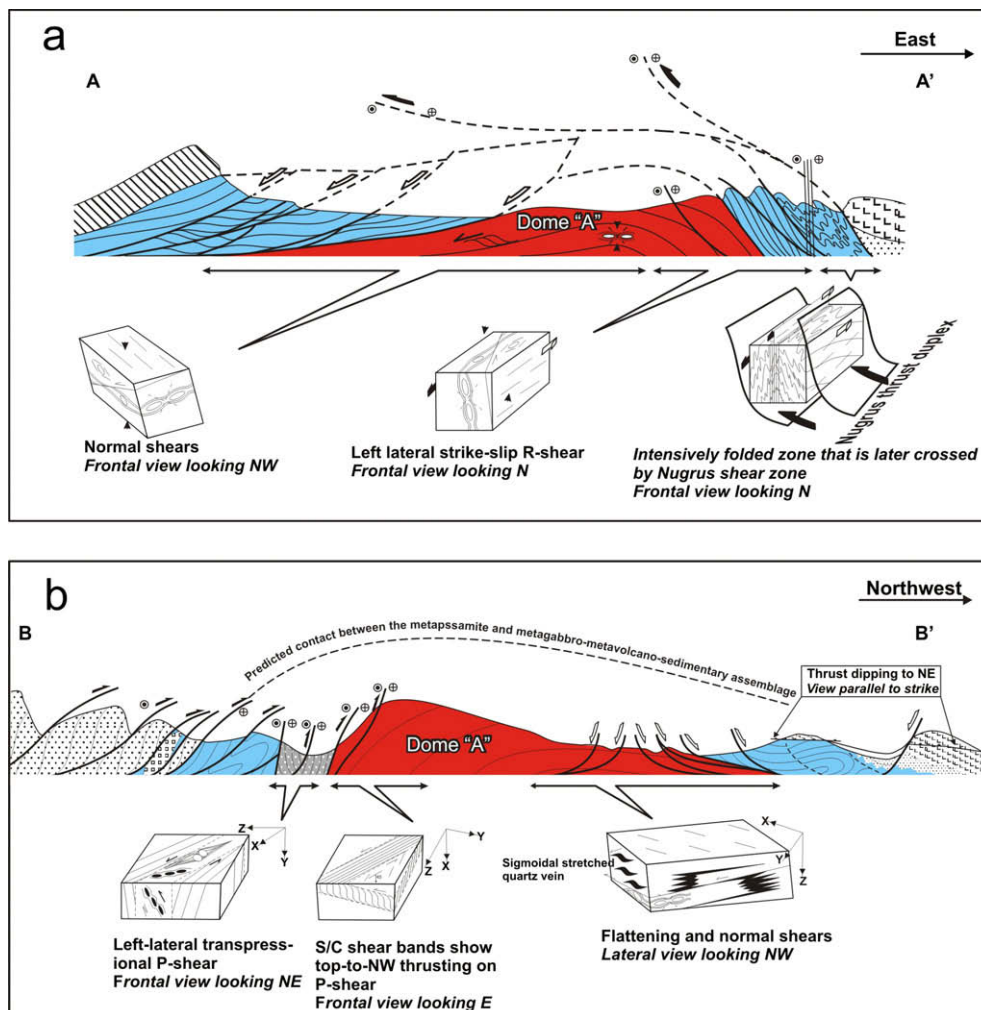 a
East
A
A'
Dome "A"
Nugrus thrust duplex
Normal shears
Frontal view looking NW
Left lateral strike-slip R-shear
Frontal view looking N
Intensively folded zone that is later crossed
by Nugrus shear zone
Frontal view looking N
b
Northwest
B
B'
Predicted contact between the metapssamite and metagabbro-metavolcano-sedimentary assemblage
Thrust dipping to NE
View parallel to strike
Dome "A"
Z
X
Y
Y
Z
X
X
Y
Z
Sigmoidal stretched
quartz vein
Left-lateral transpress-
ional P-shear
Frontal view looking NE
S/C shear bands show
top-to-NW thrusting on
P-shear
Frontal view looking E
Flattening and normal shears
Lateral view looking NW